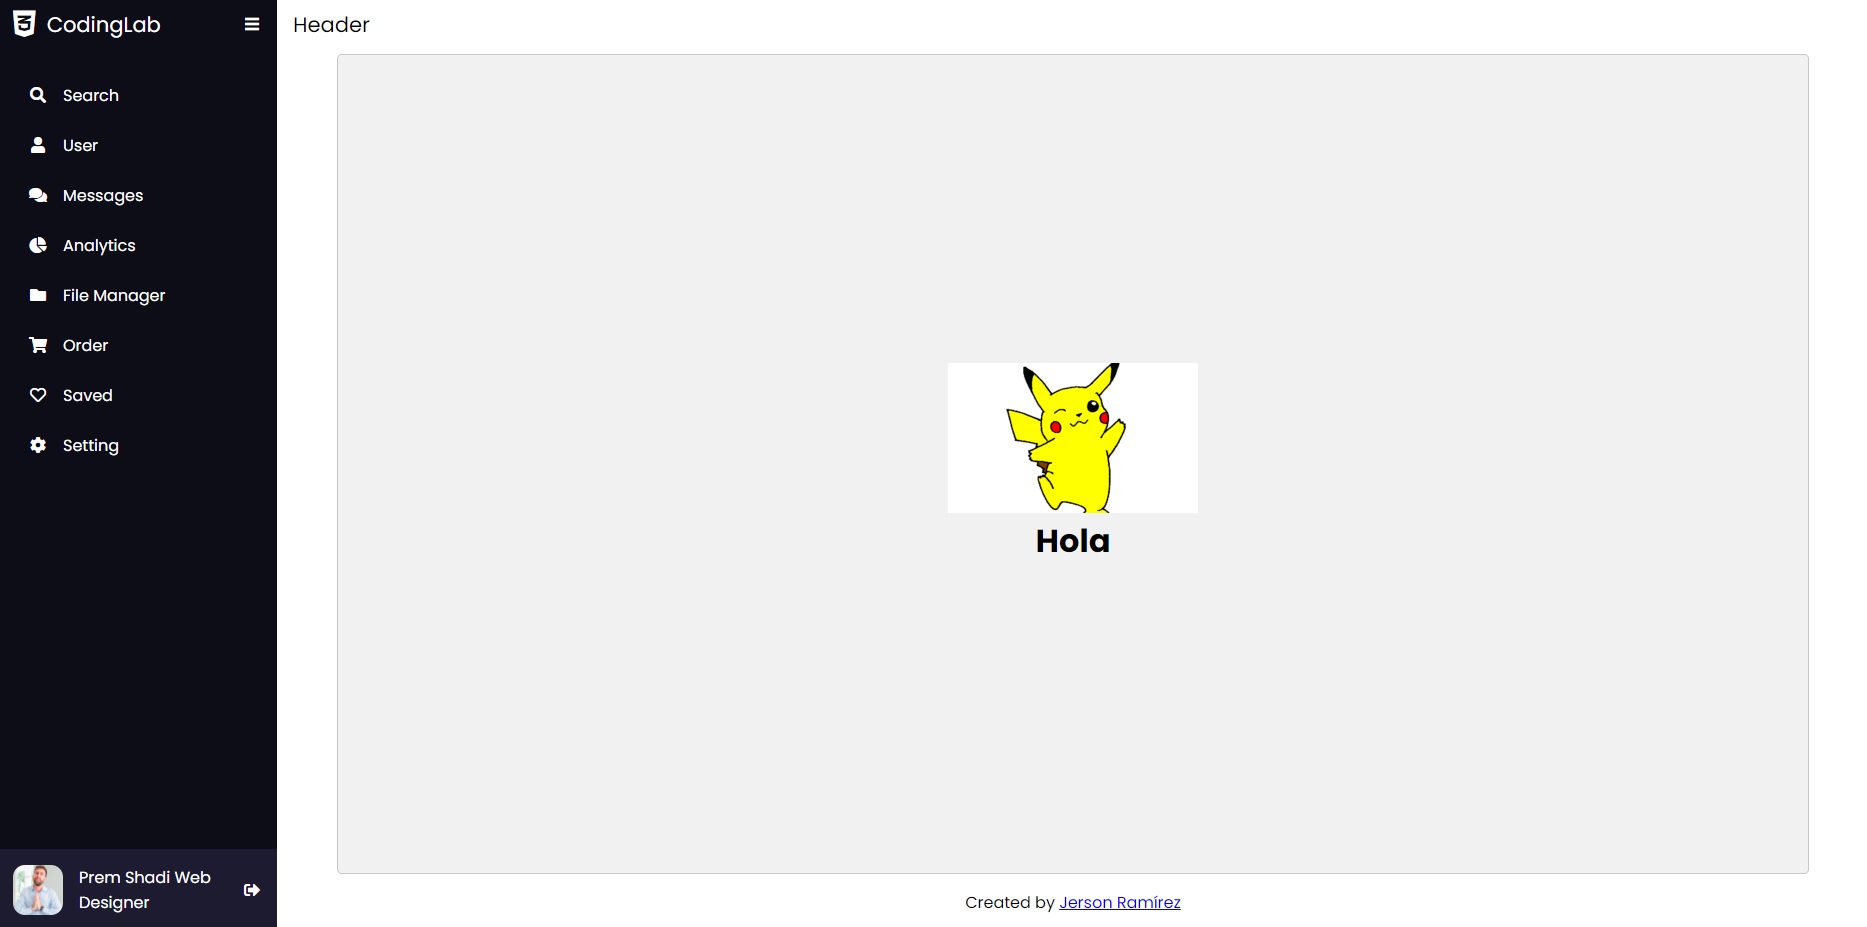 CodingLab
Search
User
Messages
Analytics
File Manager
Order
Saved
Setting
Prem Shadi Web
Designer
Header
Hola
Created by Jerson Ramírez